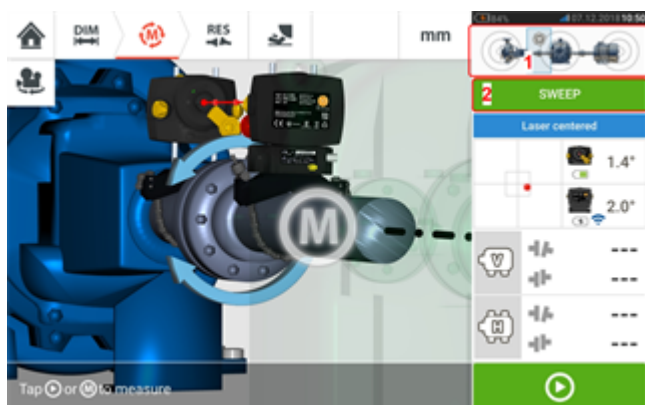 DIM
M
RES
mm
84%
07.12.2018 10:50
1
2
SWEEP
Laser centered
1.4°
2.0°
M
V
---
---
H
---
---
Tap or M to measure